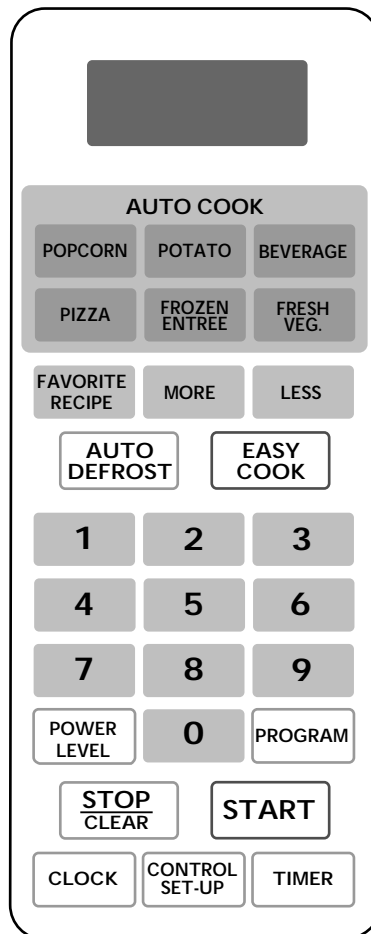 AUTO COOK
POPCORN POTATO BEVERAGE
PIZZA
FROZEN
ENTREE
FRESH
VEG.
FAVORITE
RECIPE
MORE LESS
AUTO
DEFROST
EASY
COOK
1 2 3
4 5 6
7 8 9
POWER
LEVEL
0 PROGRAM
STOP
CLEAR
START
CLOCK
CONTROL
SET-UP
TIMER